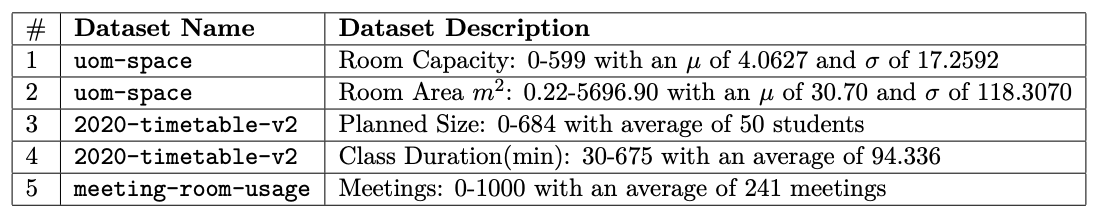 # Dataset Name Dataset Description
1 uom-space Room Capacity: 0-599 with an μ of 4.0627 and σ of 17.2592
2 uom-space Room Area m²: 0.22-5696.90 with an μ of 30.70 and σ of 118.3070
3 2020-timetable-v2 Planned Size: 0-684 with average of 50 students
4 2020-timetable-v2 Class Duration(min): 30-675 with an average of 94.336
5 meeting-room-usage Meetings: 0-1000 with an average of 241 meetings